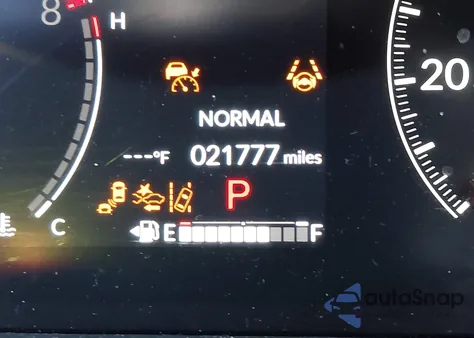 8
H
20
NORMAL
---°F 021777 miles
P
C
E F
autoSnap